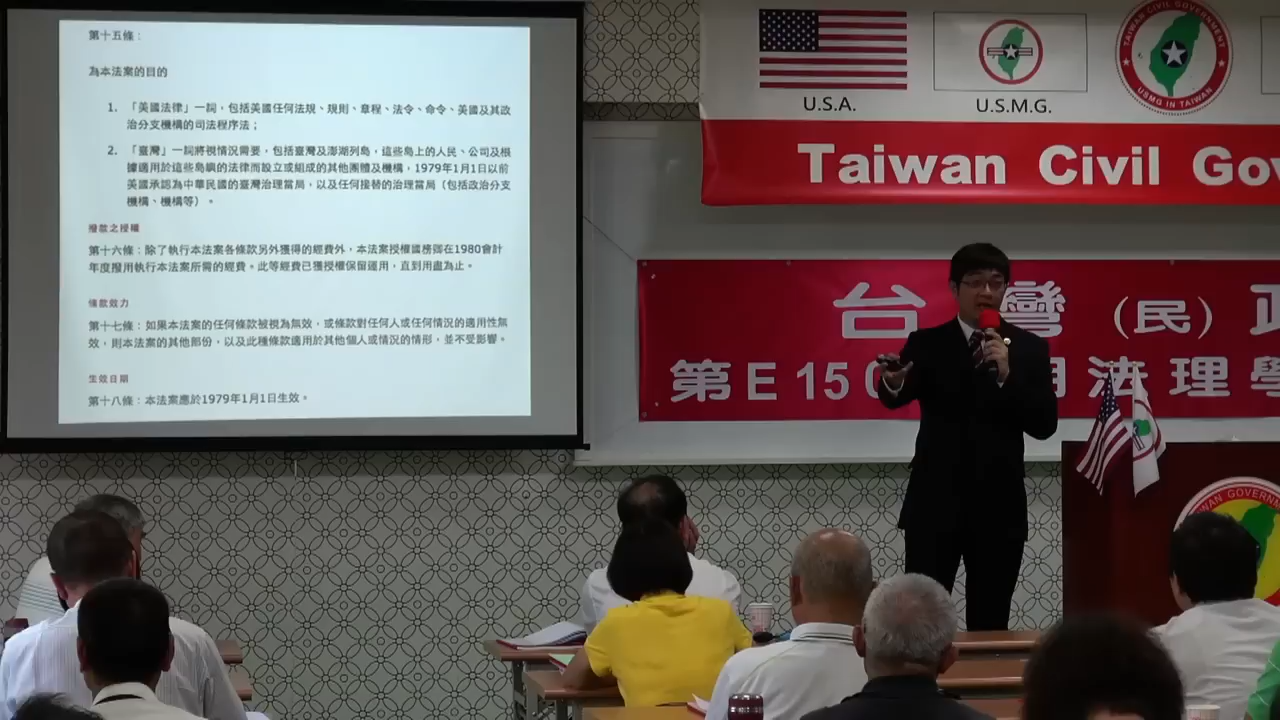 第十五條：
為本法案的目的
1. 「美國法律」一詞，包括美國任何法規、規則、章程、法令、命令、美國及其政
治分支機構的司法程序法；
2. 「臺灣」一詞將視情況需要，包括臺灣及澎湖列島，這些島上的人民、公司及根
據適用於這些島嶼的法律而設立或組成的其他團體及機構，1979年1月1日以前
美國承認為中華民國的臺灣治理當局，以及任何接替的治理當局（包括政治分支
機構、機構等）。
撥款之授權
第十六條：除了執行本法案各條款另外獲得的經費外，本法案授權國務卿在1980會計
年度撥用執行本法案所需的經費。此等經費已獲授權保留運用，直到用盡為止。
條款效力
第十七條：如果本法案的任何條款被視為無效，或條款對任何人或任何情況的適用性無
效，則本法案的其他部份，以及此種條款適用於其他個人或情況的情形，並不受影響。
生效日期
第十八條：本法案應於1979年1月1日生效。
U.S.A.
U.S.M.G.
TAIWAN CIVIL GOVERNMENT
USMG IN TAIWAN
Taiwan Civil Go
台灣（民）政
第E150 期法理學
WAN GOVERN